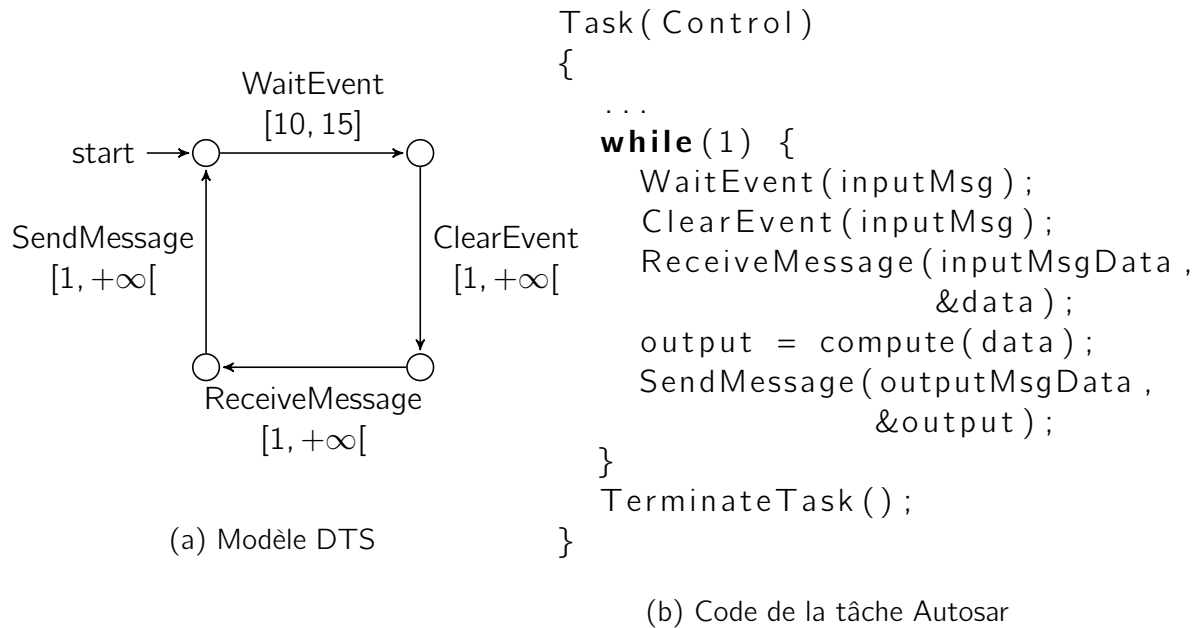 WaitEvent
[10, 15]
start
SendMessage
[1, +∞[
ClearEvent
[1, +∞[
ReceiveMessage
[1, +∞[
(a) Modèle DTS
Task(Control)
{
...
while(1) {
WaitEvent(inputMsg);
ClearEvent(inputMsg);
ReceiveMessage(inputMsgData,
&data);
output = compute(data);
SendMessage(outputMsgData,
&output);
}
TerminateTask();
}
(b) Code de la tâche Autosar